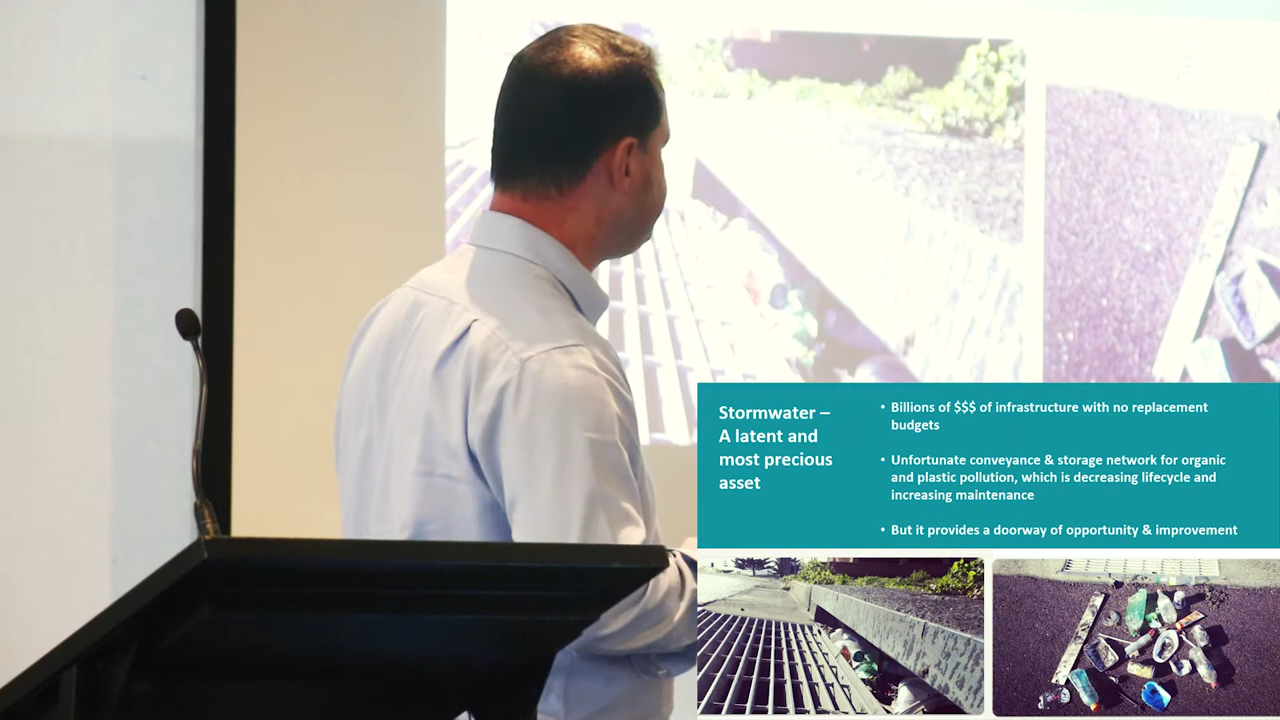 Stormwater –
A latent and
most precious
asset
• Billions of $$$ of infrastructure with no replacement
budgets
• Unfortunate conveyance & storage network for organic
and plastic pollution, which is decreasing lifecycle and
increasing maintenance
• But it provides a doorway of opportunity & improvement